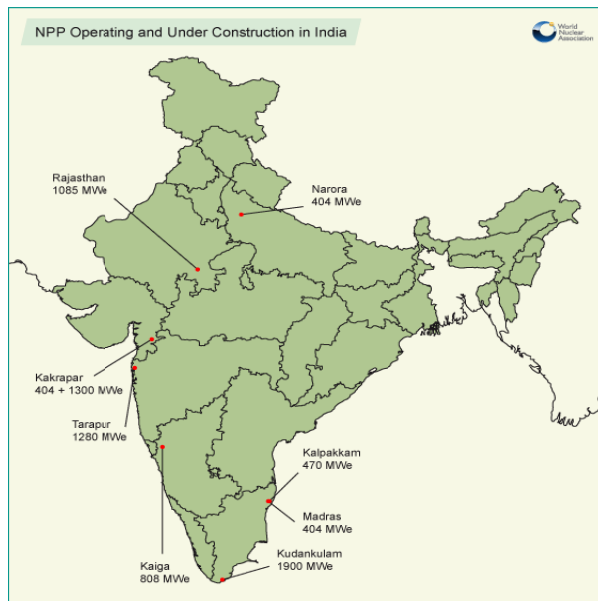 NPP Operating and Under Construction in India
World
Nuclear
Association
Rajasthan
1085 MWe
Narora
404 MWe
Kakrapar
404 + 1300 MWe
Tarapur
1280 MWe
Kalpakkam
470 MWe
Madras
404 MWe
Kaiga
808 MWe
Kudankulam
1900 MWe